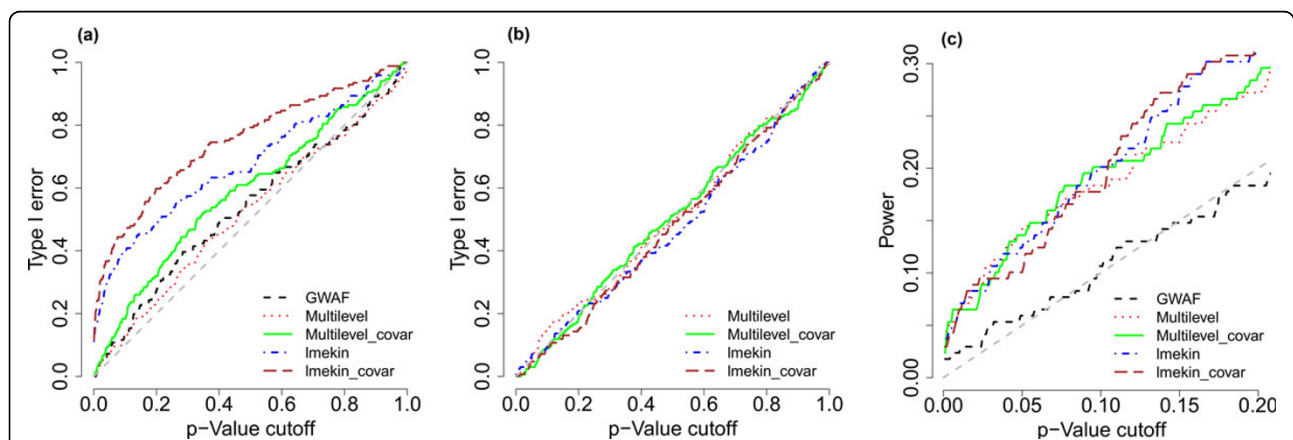 (a)
Type I error
0.0 0.2 0.4 0.6 0.8 1.0
0.0 0.2 0.4 0.6 0.8 1.0
p-Value cutoff
GWAF
Multilevel
Multilevel_covar
lmekin
lmekin_covar
(b)
Type I error
0.0 0.2 0.4 0.6 0.8 1.0
0.0 0.2 0.4 0.6 0.8 1.0
p-Value cutoff
Multilevel
Multilevel_covar
lmekin
lmekin_covar
(c)
Power
0.00 0.10 0.20 0.30
0.00 0.05 0.10 0.15 0.20
p-Value cutoff
GWAF
Multilevel
Multilevel_covar
lmekin
lmekin_covar